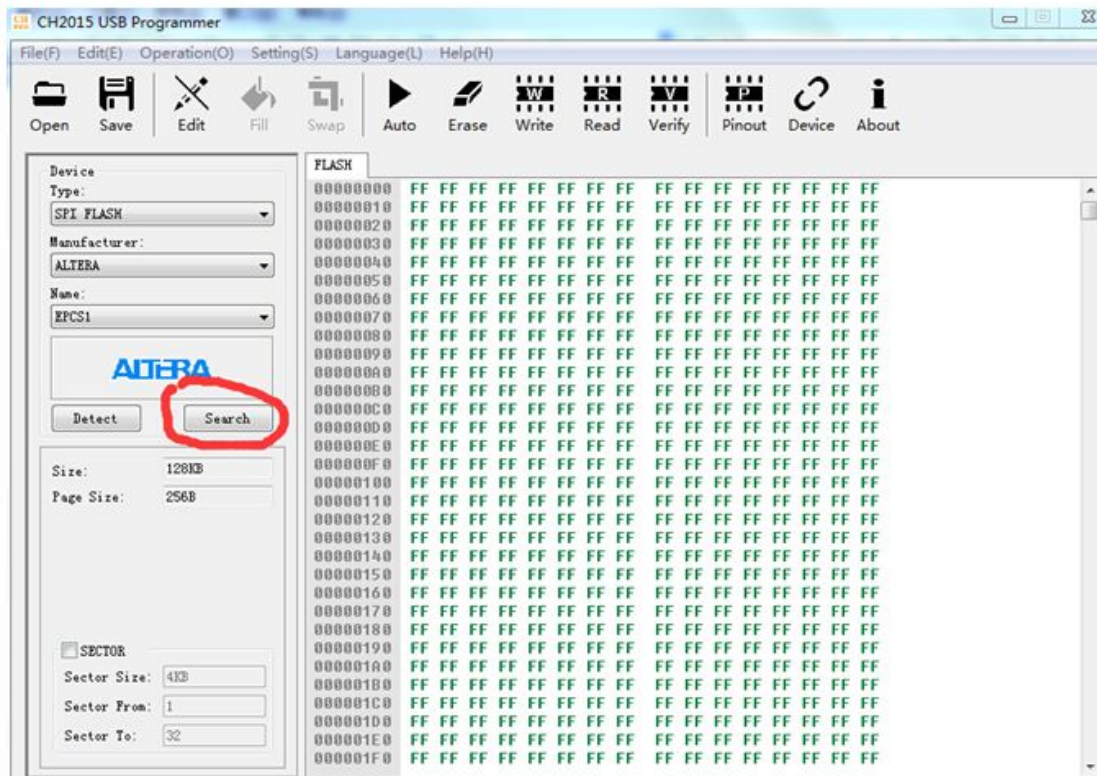 CH2015 USB Programmer
File(F) Edit(E) Operation(O) Setting(S) Language(L) Help(H)
W R V P
Open Save Edit Fill Swap Auto Erase Write Read Verify Pinout Device About
Device
Type:
SPI FLASH
Manufacturer:
ALTERA
Name:
EPCS1
ALTERA
Detect Search
Size: 128KB
Page Size: 256B
SECTOR
Sector Size: 4KB
Sector From: 1
Sector To: 32
FLASH
00000000 FF FF FF FF FF FF FF FF FF FF FF FF FF FF FF FF
00000010 FF FF FF FF FF FF FF FF FF FF FF FF FF FF FF FF
00000020 FF FF FF FF FF FF FF FF FF FF FF FF FF FF FF FF
00000030 FF FF FF FF FF FF FF FF FF FF FF FF FF FF FF FF
00000040 FF FF FF FF FF FF FF FF FF FF FF FF FF FF FF FF
00000050 FF FF FF FF FF FF FF FF FF FF FF FF FF FF FF FF
00000060 FF FF FF FF FF FF FF FF FF FF FF FF FF FF FF FF
00000070 FF FF FF FF FF FF FF FF FF FF FF FF FF FF FF FF
00000080 FF FF FF FF FF FF FF FF FF FF FF FF FF FF FF FF
00000090 FF FF FF FF FF FF FF FF FF FF FF FF FF FF FF FF
000000A0 FF FF FF FF FF FF FF FF FF FF FF FF FF FF FF FF
000000B0 FF FF FF FF FF FF FF FF FF FF FF FF FF FF FF FF
000000C0 FF FF FF FF FF FF FF FF FF FF FF FF FF FF FF FF
000000D0 FF FF FF FF FF FF FF FF FF FF FF FF FF FF FF FF
000000E0 FF FF FF FF FF FF FF FF FF FF FF FF FF FF FF FF
000000F0 FF FF FF FF FF FF FF FF FF FF FF FF FF FF FF FF
00000100 FF FF FF FF FF FF FF FF FF FF FF FF FF FF FF FF
00000110 FF FF FF FF FF FF FF FF FF FF FF FF FF FF FF FF
00000120 FF FF FF FF FF FF FF FF FF FF FF FF FF FF FF FF
00000130 FF FF FF FF FF FF FF FF FF FF FF FF FF FF FF FF
00000140 FF FF FF FF FF FF FF FF FF FF FF FF FF FF FF FF
00000150 FF FF FF FF FF FF FF FF FF FF FF FF FF FF FF FF
00000160 FF FF FF FF FF FF FF FF FF FF FF FF FF FF FF FF
00000170 FF FF FF FF FF FF FF FF FF FF FF FF FF FF FF FF
00000180 FF FF FF FF FF FF FF FF FF FF FF FF FF FF FF FF
00000190 FF FF FF FF FF FF FF FF FF FF FF FF FF FF FF FF
000001A0 FF FF FF FF FF FF FF FF FF FF FF FF FF FF FF FF
000001B0 FF FF FF FF FF FF FF FF FF FF FF FF FF FF FF FF
000001C0 FF FF FF FF FF FF FF FF FF FF FF FF FF FF FF FF
000001D0 FF FF FF FF FF FF FF FF FF FF FF FF FF FF FF FF
000001E0 FF FF FF FF FF FF FF FF FF FF FF FF FF FF FF FF
000001F0 FF FF FF FF FF FF FF FF FF FF FF FF FF FF FF FF